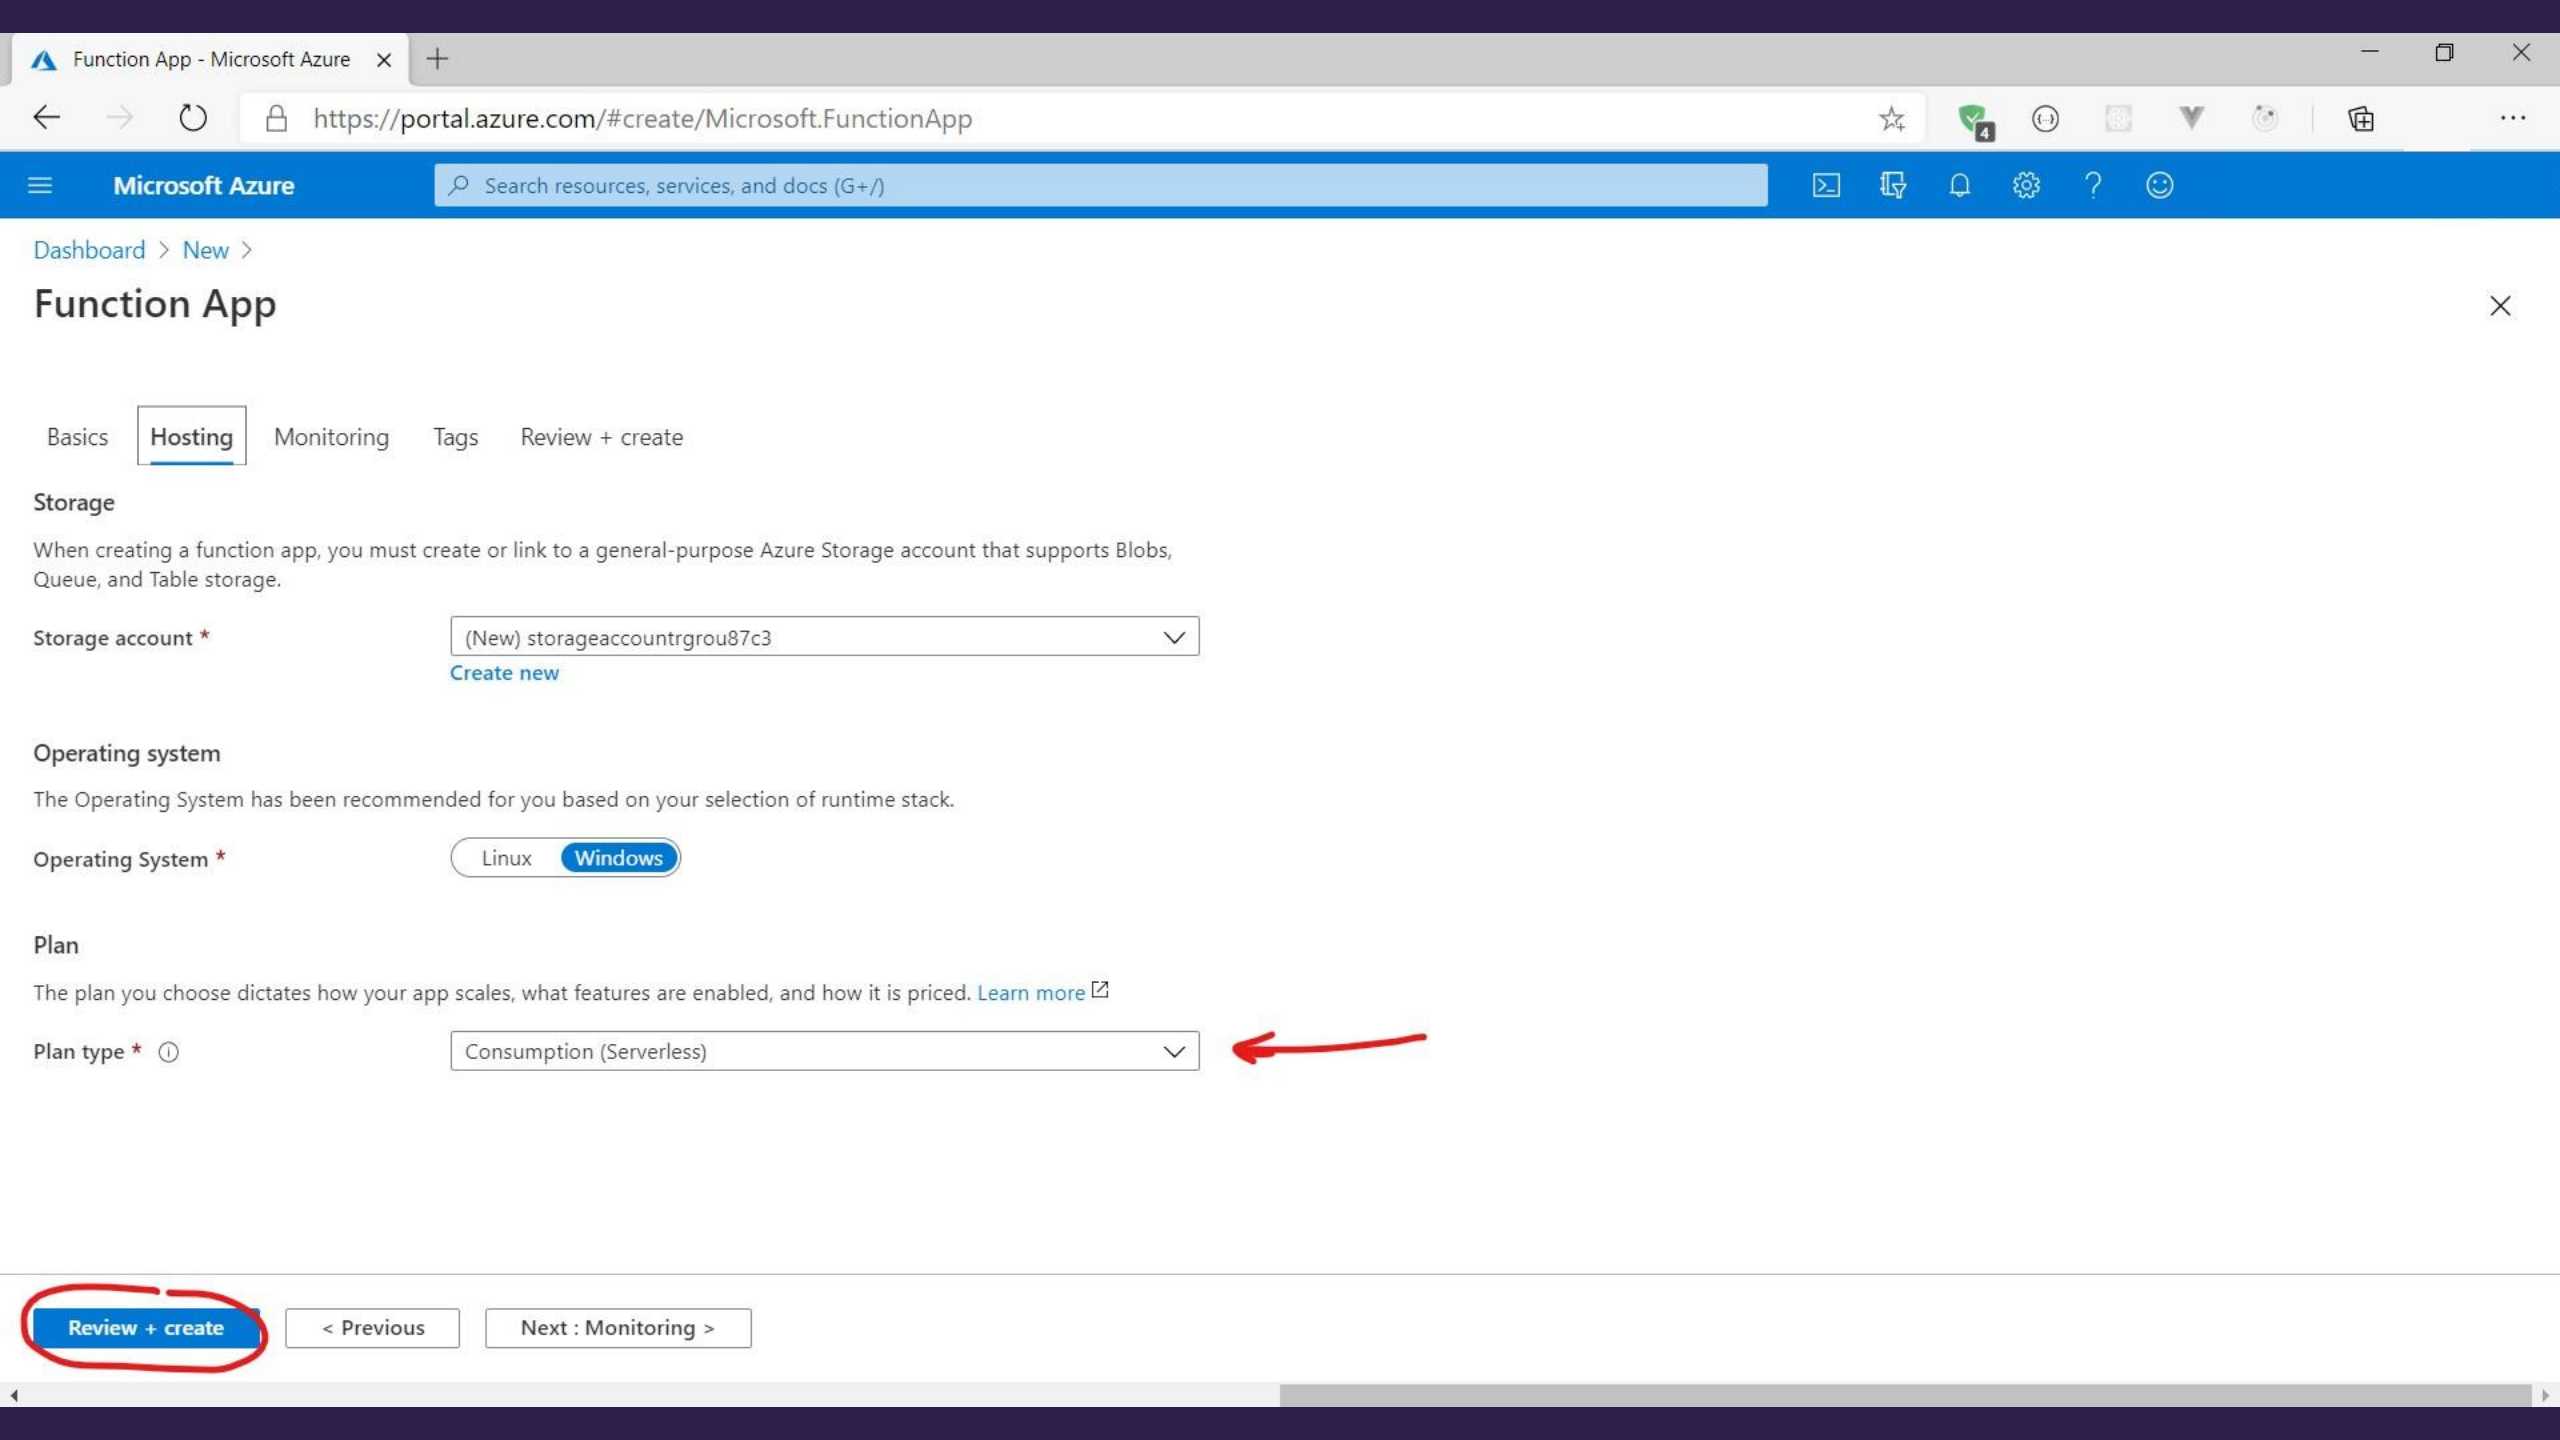 Function App - Microsoft Azure
https://portal.azure.com/#create/Microsoft.FunctionApp
4
Microsoft Azure
Search resources, services, and docs (G+/)
Dashboard > New >
Function App
Basics Hosting Monitoring Tags Review + create
Storage
When creating a function app, you must create or link to a general-purpose Azure Storage account that supports Blobs,
Queue, and Table storage.
Storage account * (New) storageaccountrgrou87c3
Create new
Operating system
The Operating System has been recommended for you based on your selection of runtime stack.
Operating System * Linux Windows
Plan
The plan you choose dictates how your app scales, what features are enabled, and how it is priced. Learn more
Plan type * Consumption (Serverless)
Review + create < Previous Next : Monitoring >